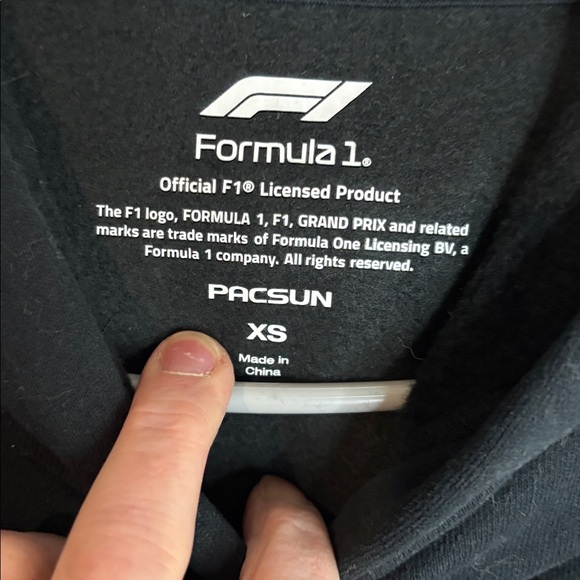 F1
Formula 1®
Official F1® Licensed Product
The F1 logo, FORMULA 1, F1, GRAND PRIX and related
marks are trade marks of Formula One Licensing BV, a
Formula 1 company. All rights reserved.
PACSUN
XS
Made in
China